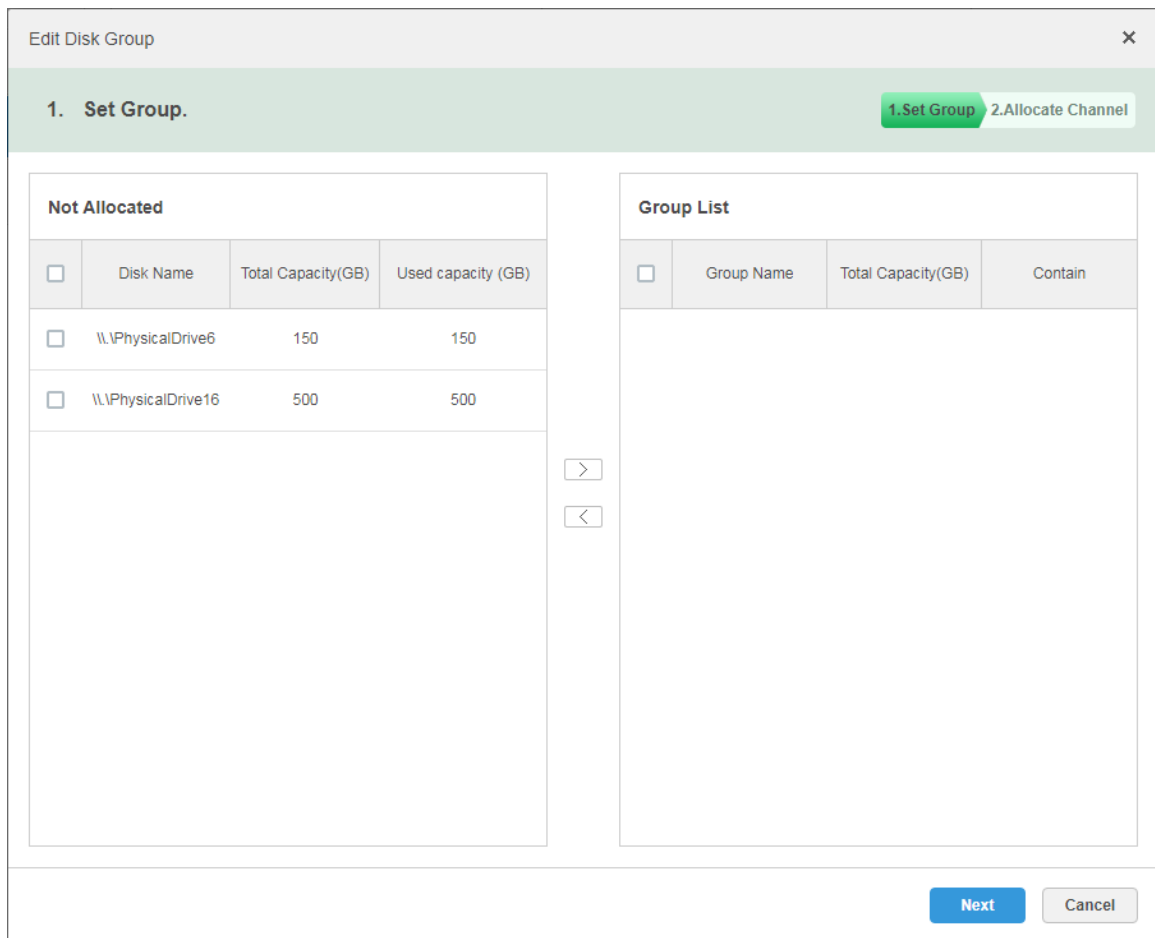 Edit Disk Group ×
1. Set Group. 1.Set Group 2.Allocate Channel
Not Allocated
Disk Name Total Capacity(GB) Used capacity (GB)
\\.\PhysicalDrive6 150 150
\\.\PhysicalDrive16 500 500
>
<
Group List
Group Name Total Capacity(GB) Contain
Next Cancel